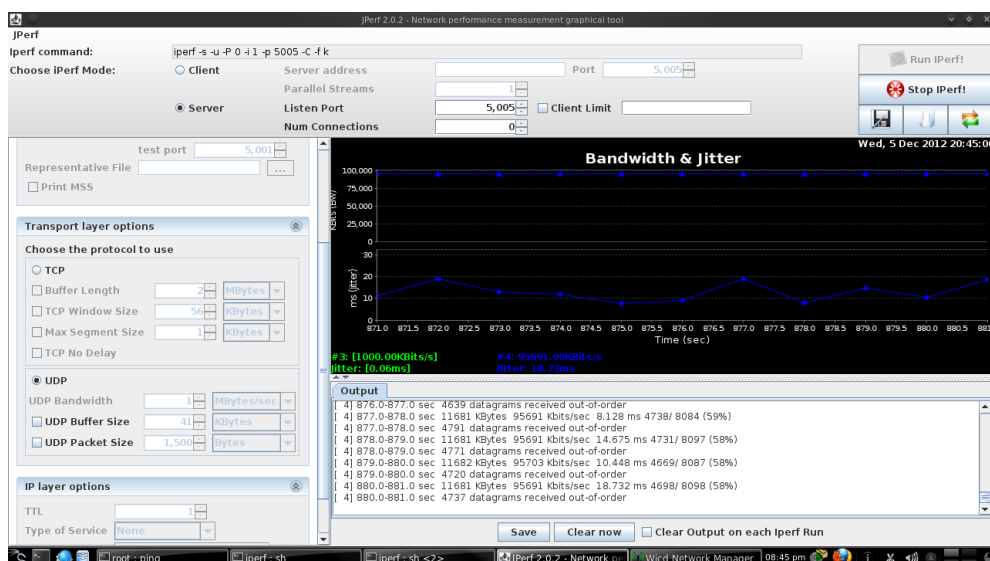 JPerf 2.0.2 - Network performance measurement graphical tool
JPerf
Iperf command:
iperf -s -u -P 0 -i 1 -p 5005 -C -f k
Choose iPerf Mode:
Client
Server address
Port
5,005
Parallel Streams
1
Server
Listen Port
5,005
Client Limit
Num Connections
0
Run IPerf!
Stop IPerf!
test port
5,001
Representative File
...
Print MSS
Transport layer options
Choose the protocol to use
TCP
Buffer Length
2
MBytes
TCP Window Size
56
KBytes
Max Segment Size
1
KBytes
TCP No Delay
UDP
UDP Bandwidth
1
MBytes/sec
UDP Buffer Size
41
KBytes
UDP Packet Size
1,500
Bytes
IP layer options
TTL
1
Type of Service
None
Wed, 5 Dec 2012 20:45:00
Bandwidth & Jitter
100,000
75,000
50,000
25,000
0
KBits (BW)
30
20
10
0
ms (Jitter)
871.0 871.5 872.0 872.5 873.0 873.5 874.0 874.5 875.0 875.5 876.0 876.5 877.0 877.5 878.0 878.5 879.0 879.5 880.0 880.5 881
Time (sec)
#3: [1000.00KBits/s]
Jitter: [0.06ms]
#4: 95691.00KBits/s
Jitter: 18.73ms
Output
[ 4] 876.0-877.0 sec 4639 datagrams received out-of-order
[ 4] 877.0-878.0 sec 11681 KBytes 95691 Kbits/sec 8.128 ms 4738/ 8084 (59%)
[ 4] 877.0-878.0 sec 4791 datagrams received out-of-order
[ 4] 878.0-879.0 sec 11681 KBytes 95691 Kbits/sec 14.675 ms 4731/ 8097 (58%)
[ 4] 878.0-879.0 sec 4771 datagrams received out-of-order
[ 4] 879.0-880.0 sec 11682 KBytes 95703 Kbits/sec 10.448 ms 4669/ 8087 (58%)
[ 4] 879.0-880.0 sec 4720 datagrams received out-of-order
[ 4] 880.0-881.0 sec 11681 KBytes 95691 Kbits/sec 18.732 ms 4698/ 8098 (58%)
[ 4] 880.0-881.0 sec 4737 datagrams received out-of-order
Save
Clear now
Clear Output on each Iperf Run
root : ping
iperf : sh
iperf : sh <2>
JPerf 2.0.2 - Network pe
Wicd Network Manager
08:45 pm